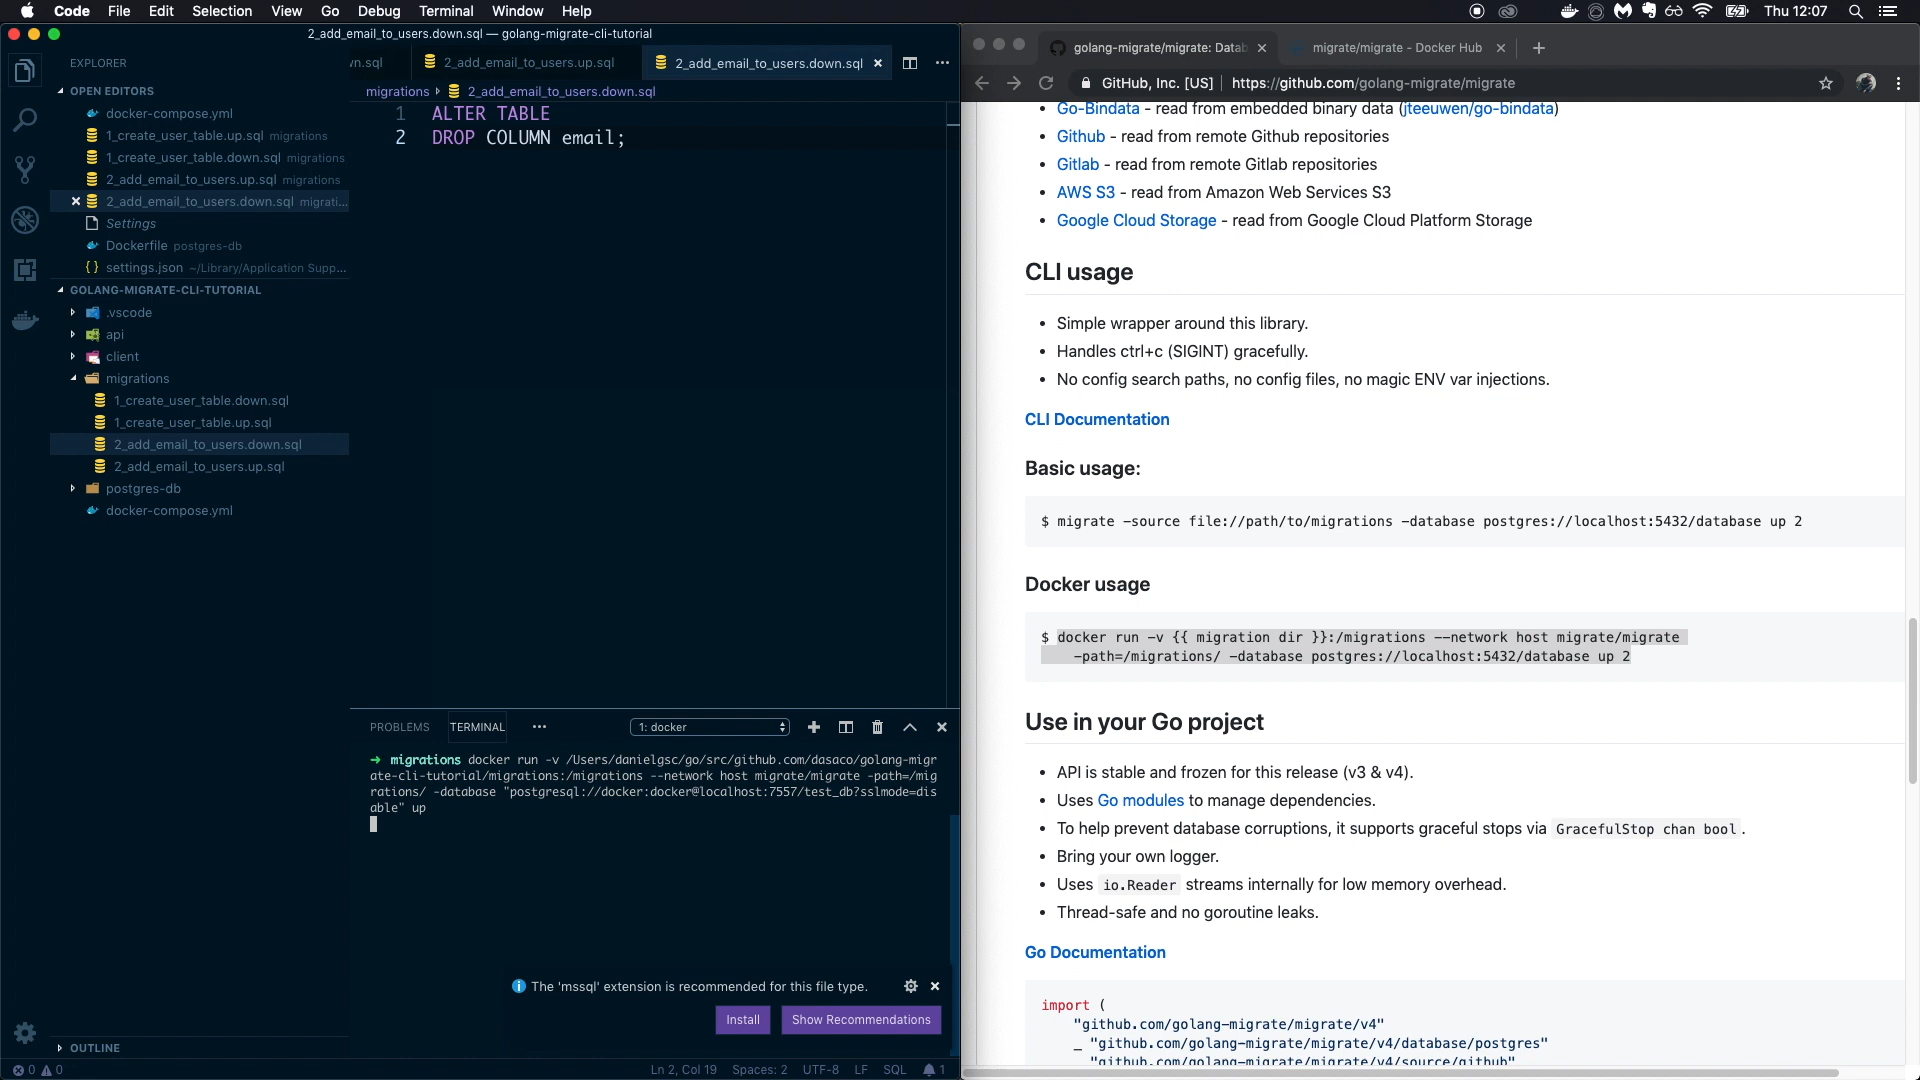 Code File Edit Selection View Go Debug Terminal Window Help
Thu 12:07
2_add_email_to_users.down.sql — golang-migrate-cli-tutorial
EXPLORER
OPEN EDITORS
docker-compose.yml
1_create_user_table.up.sql migrations
1_create_user_table.down.sql migrations
2_add_email_to_users.up.sql migrations
2_add_email_to_users.down.sql migrati...
Settings
Dockerfile postgres-db
settings.json ~/Library/Application Supp...
GOLANG-MIGRATE-CLI-TUTORIAL
.vscode
api
client
migrations
1_create_user_table.down.sql
1_create_user_table.up.sql
2_add_email_to_users.down.sql
2_add_email_to_users.up.sql
postgres-db
docker-compose.yml
OUTLINE
vn.sql 2_add_email_to_users.up.sql 2_add_email_to_users.down.sql
migrations 2_add_email_to_users.down.sql
1 ALTER TABLE
2 DROP COLUMN email;
PROBLEMS TERMINAL ... 1: docker
➜ migrations docker run -v /Users/danielgsc/go/src/github.com/dasaco/golang-migr
ate-cli-tutorial/migrations:/migrations --network host migrate/migrate -path=/mig
rations/ -database "postgresql://docker:docker@localhost:7557/test_db?sslmode=dis
able" up
The 'mssql' extension is recommended for this file type.
Install Show Recommendations
0 0 Ln 2, Col 19 Spaces: 2 UTF-8 LF SQL 1
golang-migrate/migrate: Datab migrate/migrate - Docker Hub
GitHub, Inc. [US] https://github.com/golang-migrate/migrate
• Go-Bindata - read from embedded binary data (jteeuwen/go-bindata)
• Github - read from remote Github repositories
• Gitlab - read from remote Gitlab repositories
• AWS S3 - read from Amazon Web Services S3
• Google Cloud Storage - read from Google Cloud Platform Storage
CLI usage
• Simple wrapper around this library.
• Handles ctrl+c (SIGINT) gracefully.
• No config search paths, no config files, no magic ENV var injections.
CLI Documentation
Basic usage:
$ migrate -source file://path/to/migrations -database postgres://localhost:5432/database up 2
Docker usage
$ docker run -v {{ migration dir }}:/migrations --network host migrate/migrate
-path=/migrations/ -database postgres://localhost:5432/database up 2
Use in your Go project
• API is stable and frozen for this release (v3 & v4).
• Uses Go modules to manage dependencies.
• To help prevent database corruptions, it supports graceful stops via GracefulStop chan bool.
• Bring your own logger.
• Uses io.Reader streams internally for low memory overhead.
• Thread-safe and no goroutine leaks.
Go Documentation
import (
"github.com/golang-migrate/migrate/v4"
_ "github.com/golang-migrate/migrate/v4/database/postgres"
"github.com/golang-migrate/migrate/v4/source/github"